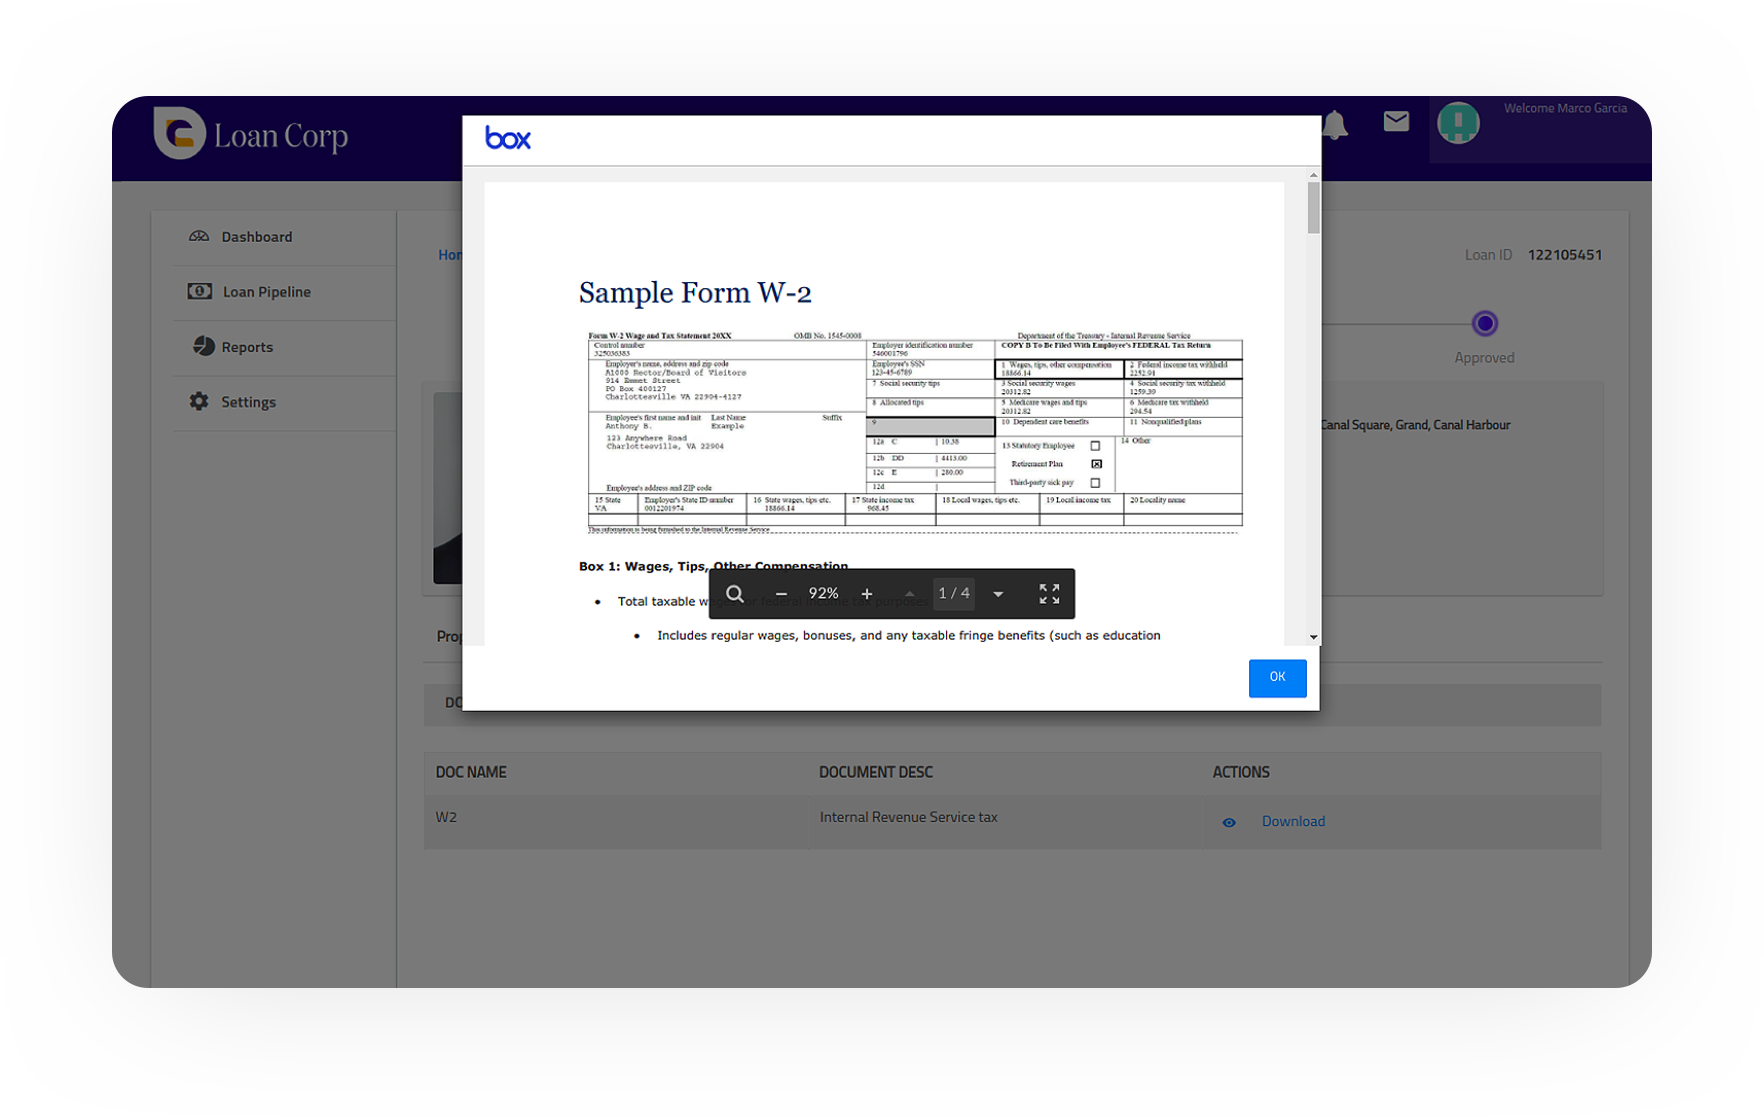 Loan Corp
box
Welcome Marco Garcia
Dashboard
Loan Pipeline
Reports
Settings
Loan ID 122105451
Approved
Canal Square, Grand, Canal Harbour
Sample Form W-2
Form W-2 Wage and Tax Statement 20XX OMB No. 1545-0008 Department of the Treasury - Internal Revenue Service
Control number
325036383
Employer identification number
546001796
COPY B To Be Filed With Employee's FEDERAL Tax Return
Employer's name, address and zip code
A1000 Rector/Board of Visitors
914 Emmet Street
PO Box 400127
Charlottesville VA 22904-4127
Employee's SSN
123-45-6789
1 Wages, tips, other compensation
18866.14
2 Federal income tax withheld
2252.91
7 Social security tips
3 Social security wages
20312.82
4 Social security tax withheld
1259.39
8 Allocated tips
5 Medicare wages and tips
20312.82
6 Medicare tax withheld
294.54
Employee's first name and init Last Name Suffix
Anthony B. Example
123 Anywhere Road
Charlottesville, VA 22904
Employee's address and ZIP code
9
10 Dependent care benefits
11 Nonqualified plans
12a C 10.38
12b DD 4413.00
12c E 280.00
12d
13 Statutory Employee
Retirement Plan
Third-party sick pay
14 Other
15 State
VA
Employer's State ID number
0012201974
16 State wages, tips etc.
18866.14
17 State income tax
968.45
18 Local wages, tips etc.
19 Local income tax
20 Locality name
This information is being furnished to the Internal Revenue Service
Box 1: Wages, Tips, Other Compensation
• Total taxable wages for federal income tax purposes
92% 1 / 4
• Includes regular wages, bonuses, and any taxable fringe benefits (such as education
OK
DOC NAME DOCUMENT DESC ACTIONS
W2 Internal Revenue Service tax Download